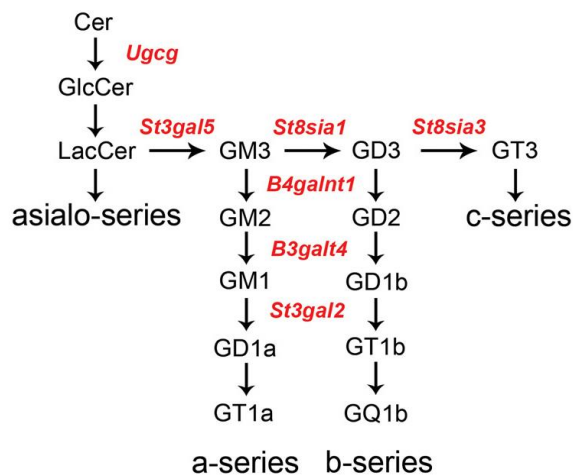 Cer
Ugcg
GlcCer
St3gal5 St8sia1 St8sia3
LacCer GM3 GD3 GT3
B4galnt1
asialo-series GM2 GD2 c-series
B3galt4
GM1 GD1b
St3gal2
GD1a GT1b
GT1a GQ1b
a-series b-series